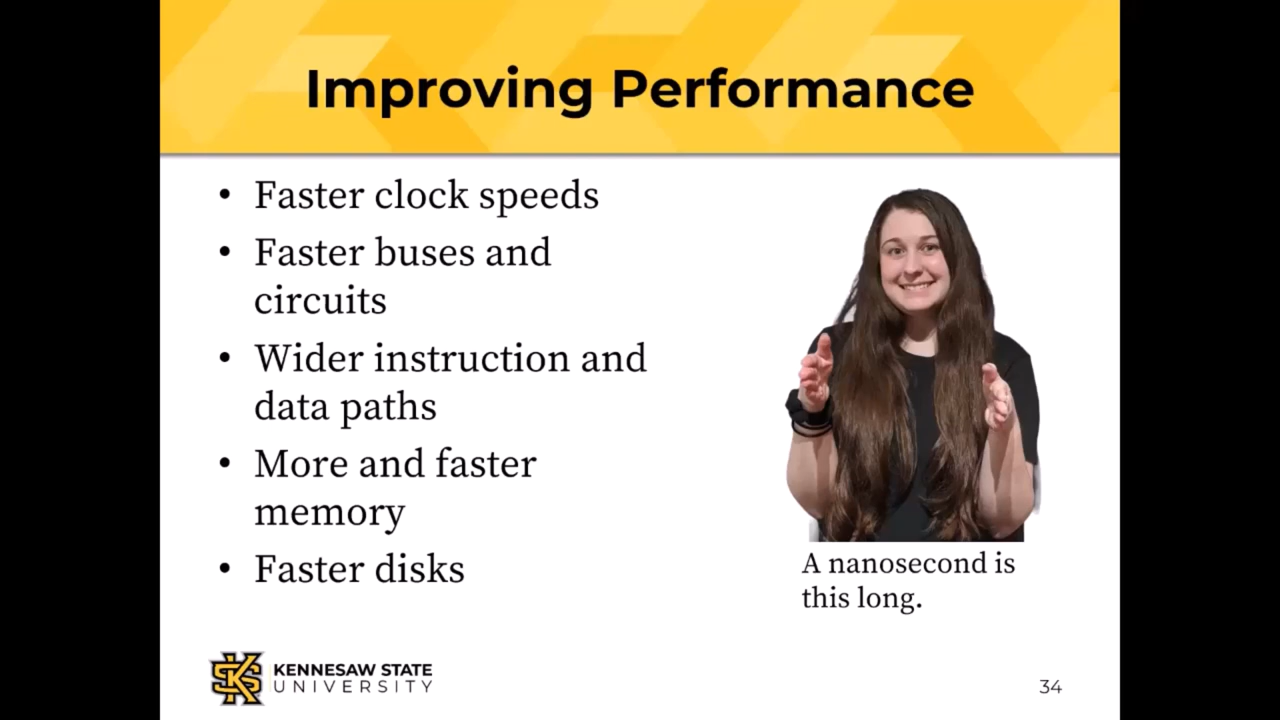 Improving Performance
• Faster clock speeds
• Faster buses and
circuits
• Wider instruction and
data paths
• More and faster
memory
• Faster disks
A nanosecond is
this long.
KS
KENNESAW STATE
UNIVERSITY
34